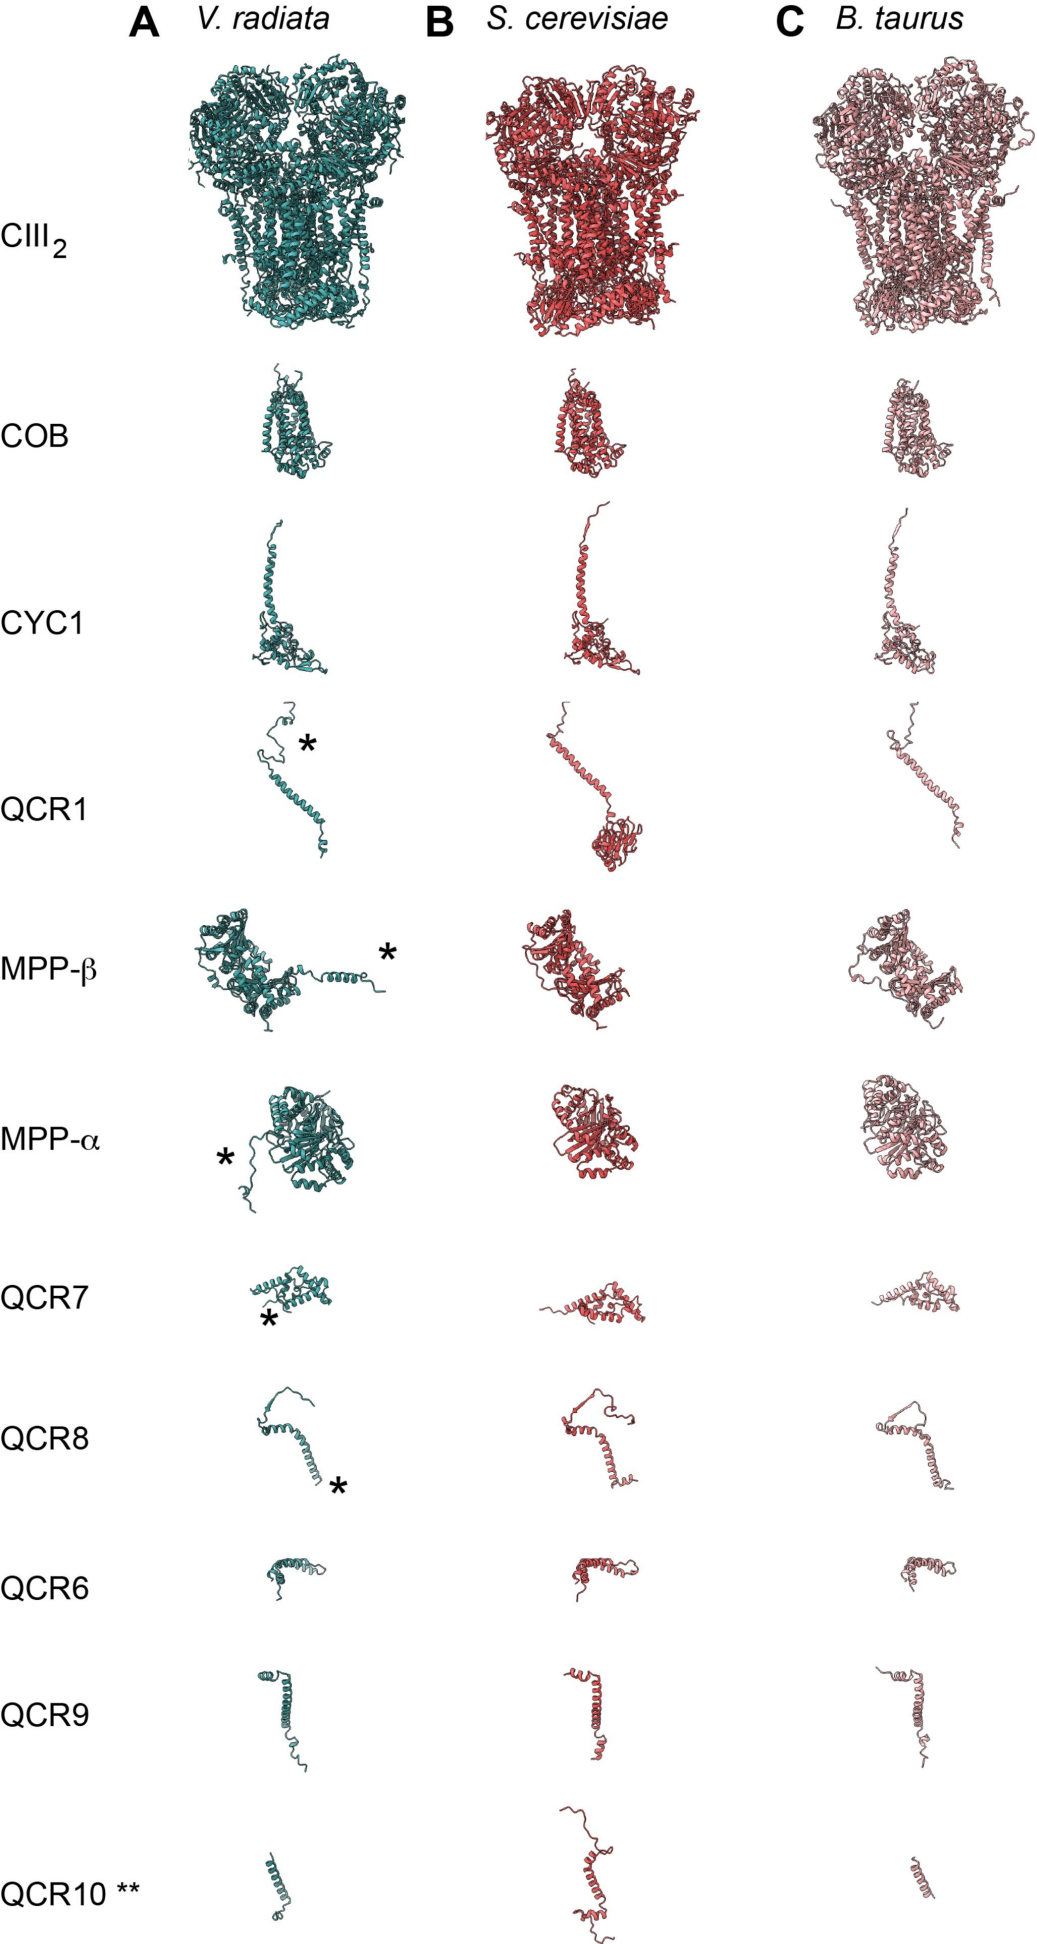 A V. radiata B S. cerevisiae C B. taurus
CIII2
COB
CYC1
QCR1 *
MPP-β *
MPP-α *
QCR7 *
QCR8 *
QCR6
QCR9
QCR10 **